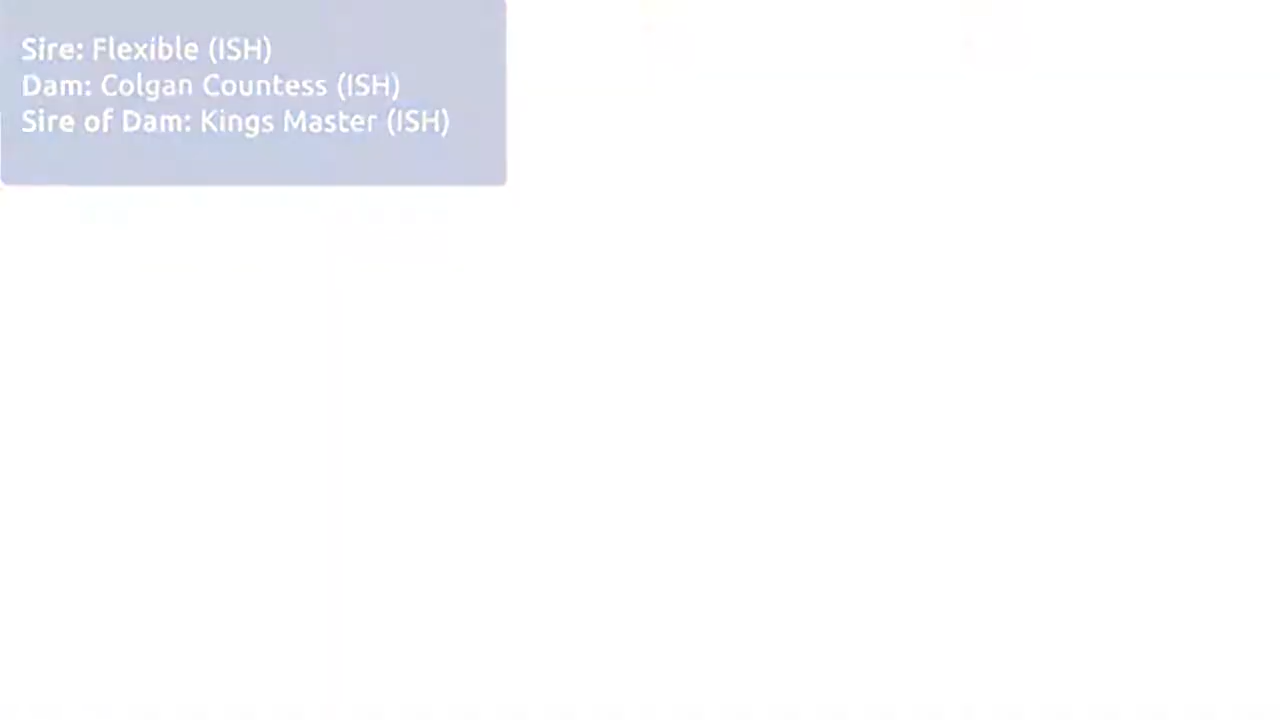 Sire: Flexible (ISH)
Dam: Colgan Countess (ISH)
Sire of Dam: Kings Master (ISH)